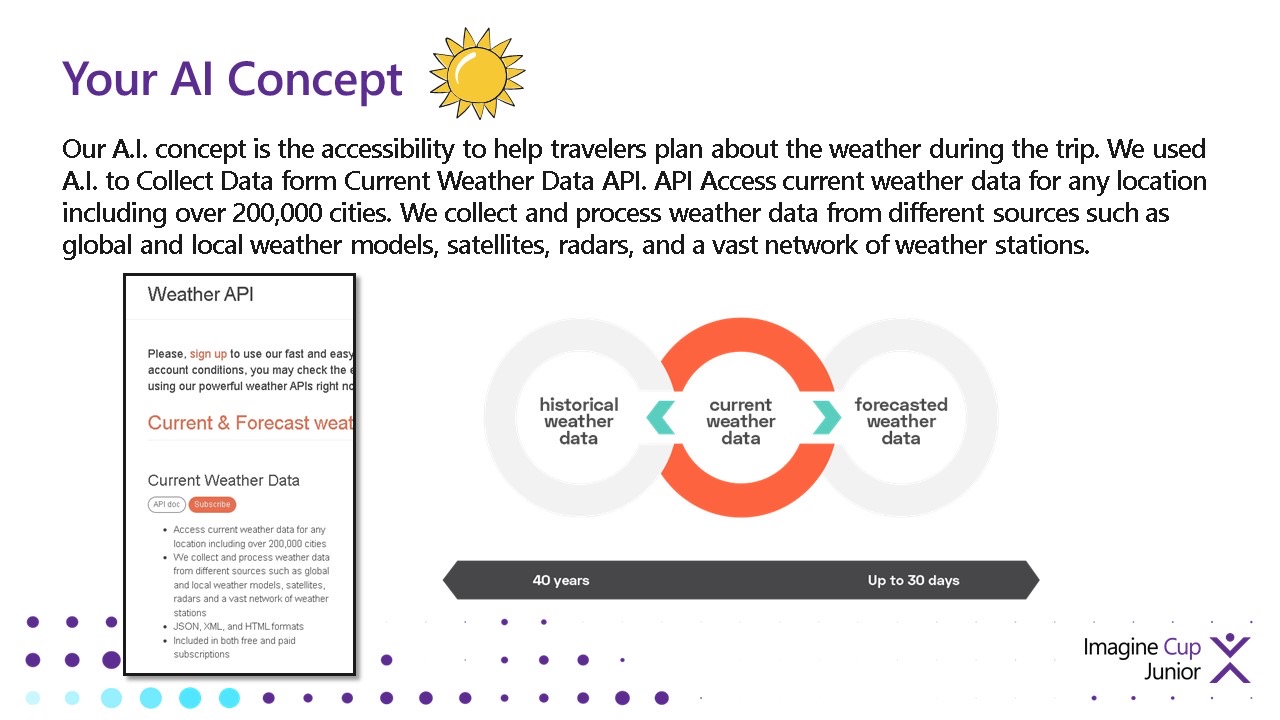 Your AI Concept
Our A.I. concept is the accessibility to help travelers plan about the weather during the trip. We used
A.I. to Collect Data form Current Weather Data API. API Access current weather data for any location
including over 200,000 cities. We collect and process weather data from different sources such as
global and local weather models, satellites, radars, and a vast network of weather stations.
Weather API
Please, sign up to use our fast and easy
account conditions, you may check the
using our powerful weather APIs right
Current & Forecast
Current Weather Data
API doc Subscribe
• Access current weather data for any
location including over 200,000 cities
• We collect and process weather data
from different sources such as global
and local weather models, satellites,
radars and a vast network of weather
stations
• JSON, XML, and HTML formats
• Included in both free and paid
subscriptions
historical
weather
data
current
weather
data
forecasted
weather
data
40 years
Up to 30 days
Imagine Cup
Junior